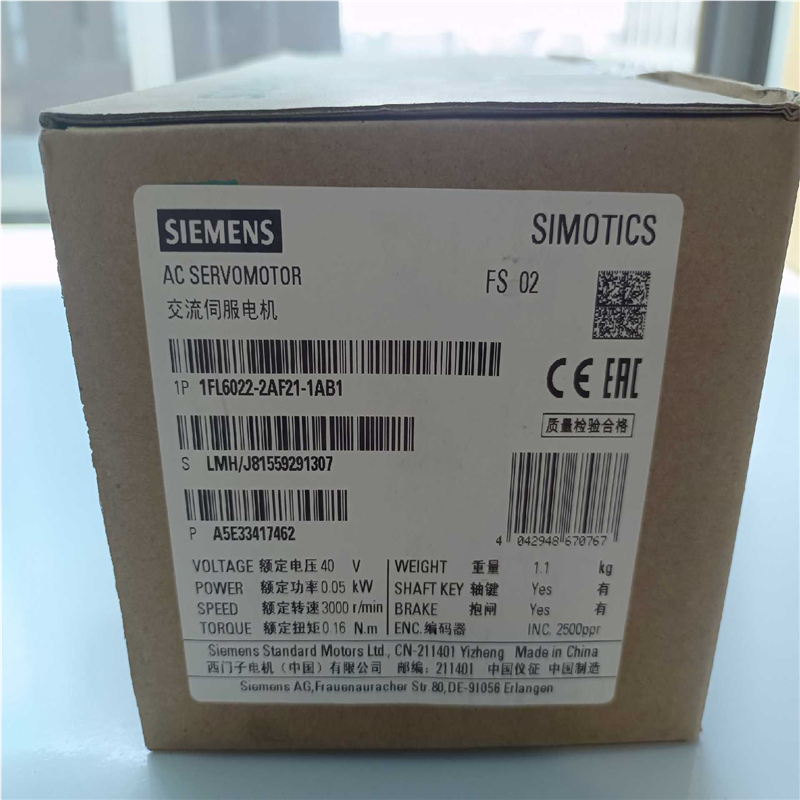 SIEMENS
SIMOTICS
AC SERVOMOTOR
FS 02
交流伺服电机
1P 1FL6022-2AF21-1AB1
CE EAC
质量检验合格
S LMH/J81559291307
P A5E33417462
4 042948 670767
VOLTAGE 额定电压 40 V WEIGHT 重量 1.1 kg
POWER 额定功率 0.05 kW SHAFT KEY 轴键 Yes 有
SPEED 额定转速 3000 r/min BRAKE 抱闸 Yes 有
TORQUE 额定扭矩 0.16 N.m ENC.编码器 INC. 2500ppr
Siemens Standard Motors Ltd., CN-211401 Yizheng Made in China
西门子电机（中国）有限公司 邮编：211401 中国仪征 中国制造
Siemens AG,Frauenauracher Str.80,DE-91056 Erlangen